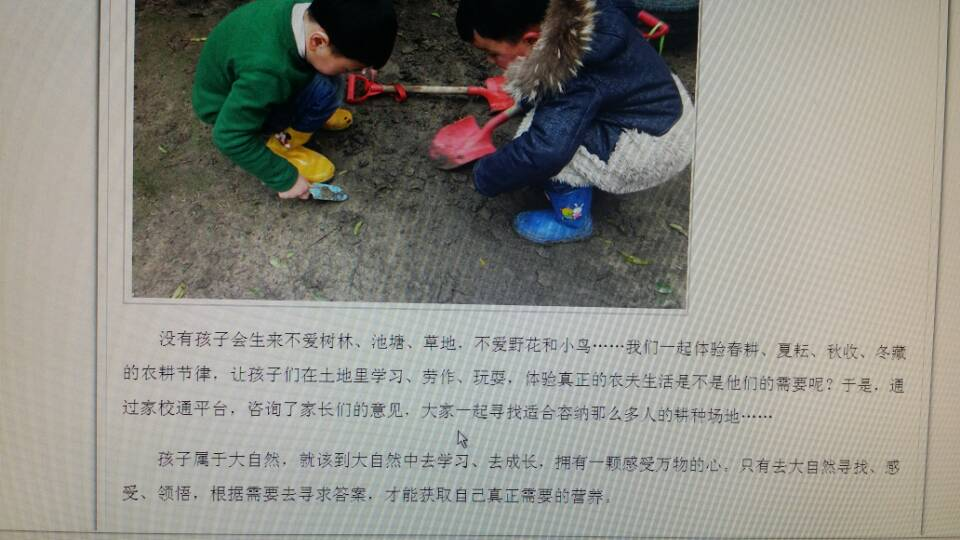 没有孩子会生来不爱树林、池塘、草地．不爱野花和小鸟……我们一起体验春耕、夏耘、秋收、冬藏
的农耕节律，让孩子们在土地里学习、劳作、玩耍，体验真正的农夫生活是不是他们的需要呢？于是．通
过家校通平台，咨询了家长们的意见，大家一起寻找适合容纳那么多人的耕种场地……
孩子属于大自然，就该到大自然中去学习、去成长，拥有一颗感受万物的心。只有去大自然寻找、感
受、领悟，根据需要去寻求答案，才能获取自己真正需要的营养。